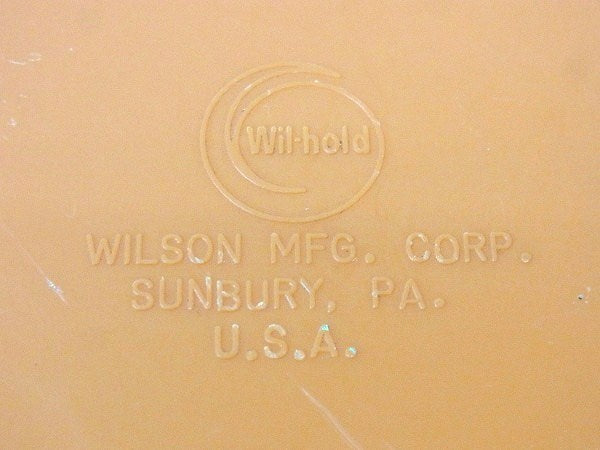 Wil-hold
WILSON MFG. CORP.
SUNBURY, PA.
U.S.A.